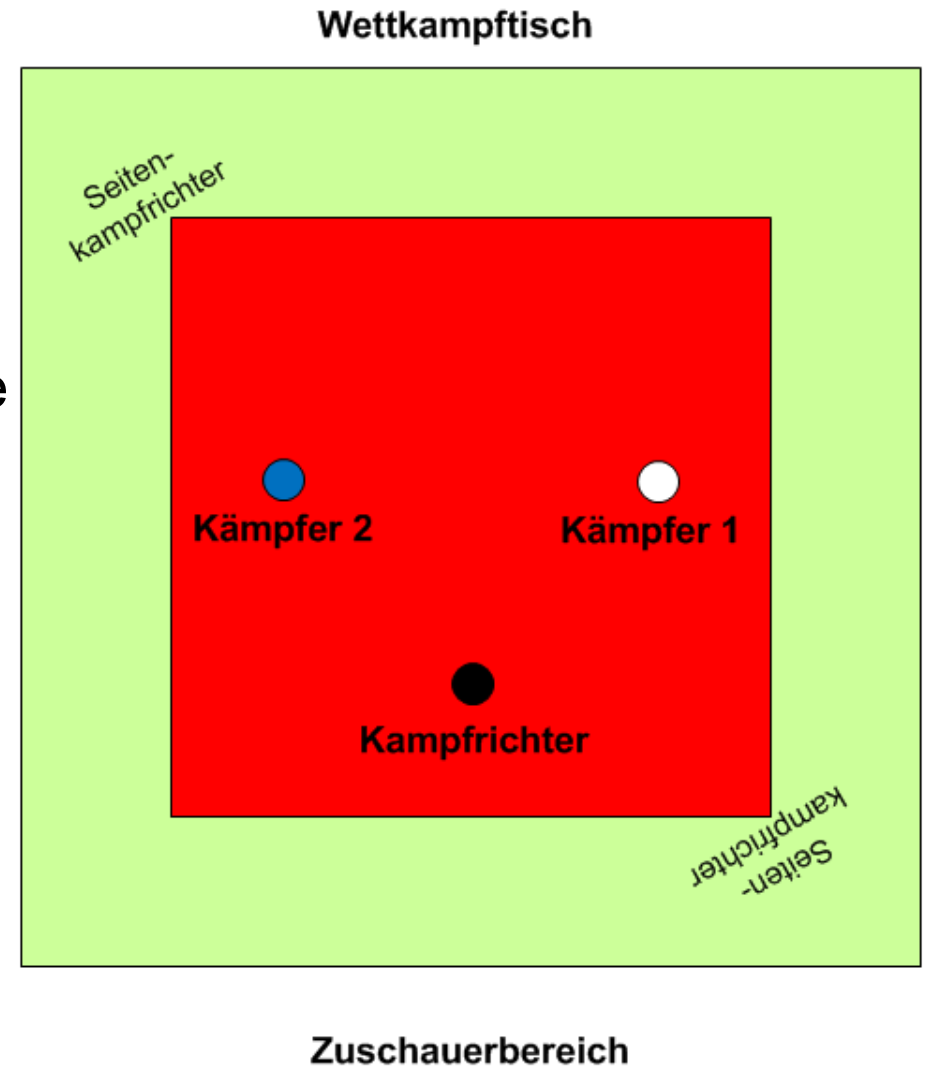 Wettkampftisch
Seiten-
kampfrichter
e
Kämpfer 2
Kämpfer 1
Kampfrichter
Seiten-
kampfrichter
Zuschauerbereich